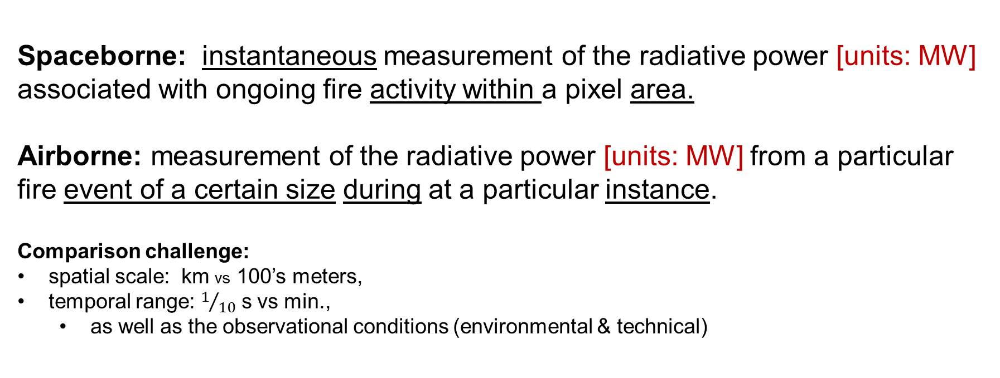 Spaceborne: instantaneous measurement of the radiative power [units: MW]
associated with ongoing fire activity within a pixel area.
Airborne: measurement of the radiative power [units: MW] from a particular
fire event of a certain size during at a particular instance.
Comparison challenge:
• spatial scale: km vs 100’s meters,
• temporal range: 1/10 s vs min.,
• as well as the observational conditions (environmental & technical)